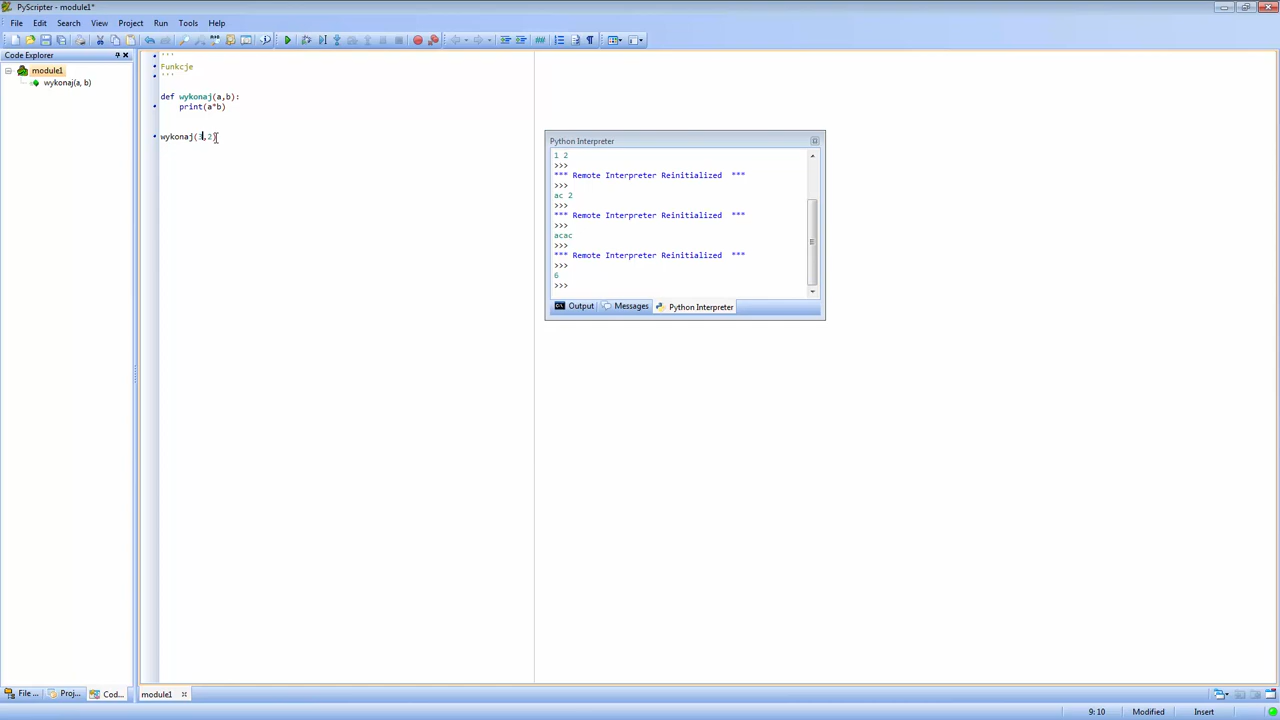 PyScripter - module1*
File Edit Search View Project Run Tools Help
Code Explorer
module1
wykonaj(a, b)
'''
Funkcje
'''
def wykonaj(a,b):
print(a*b)
wykonaj(3,2)
Python Interpreter
1 2
>>>
*** Remote Interpreter Reinitialized ***
>>>
ac 2
>>>
*** Remote Interpreter Reinitialized ***
>>>
acac
>>>
*** Remote Interpreter Reinitialized ***
>>>
6
>>>
Output Messages Python Interpreter
File ... Proj... Cod...
module1
9: 10 Modified Insert